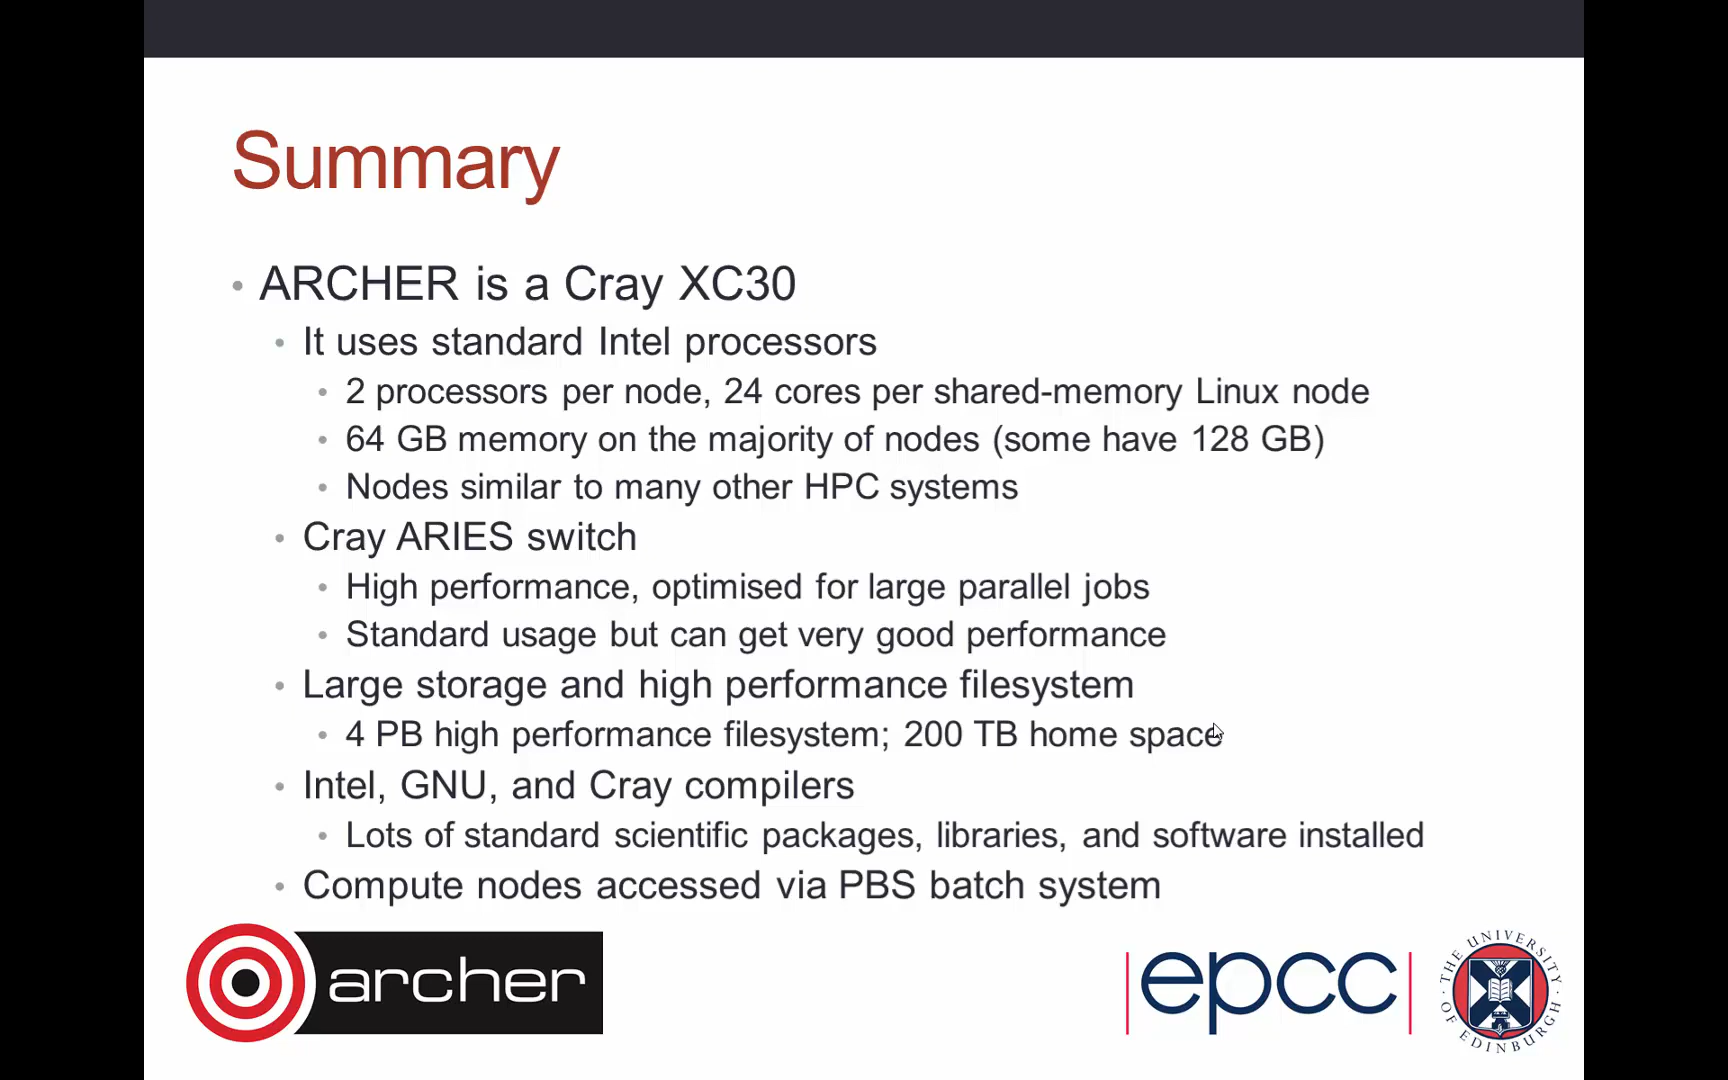 Summary
• ARCHER is a Cray XC30
• It uses standard Intel processors
• 2 processors per node, 24 cores per shared-memory Linux node
• 64 GB memory on the majority of nodes (some have 128 GB)
• Nodes similar to many other HPC systems
• Cray ARIES switch
• High performance, optimised for large parallel jobs
• Standard usage but can get very good performance
• Large storage and high performance filesystem
• 4 PB high performance filesystem; 200 TB home space
• Intel, GNU, and Cray compilers
• Lots of standard scientific packages, libraries, and software installed
• Compute nodes accessed via PBS batch system
archer
epcc
THE UNIVERSITY OF EDINBURGH